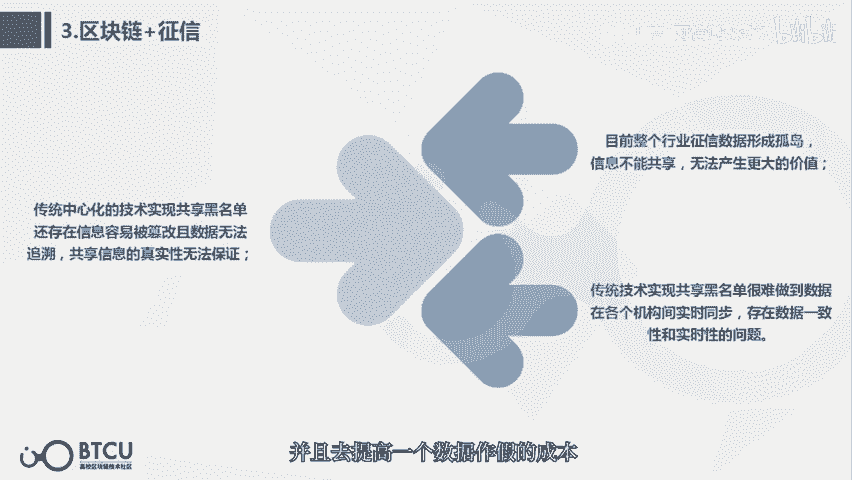 3.区块链+征信
目前整个行业征信数据形成孤岛，
信息不能共享，无法产生更大的价值；
传统中心化的技术实现共享黑名单
还存在信息容易被篡改且数据无法
追溯，共享信息的真实性无法保证；
传统技术实现共享黑名单很难做到数据
在各个机构间实时同步，存在数据一致
性和实时性的问题。
并且去提高一个数据作假的成本
BTCU
高校区块链技术社区